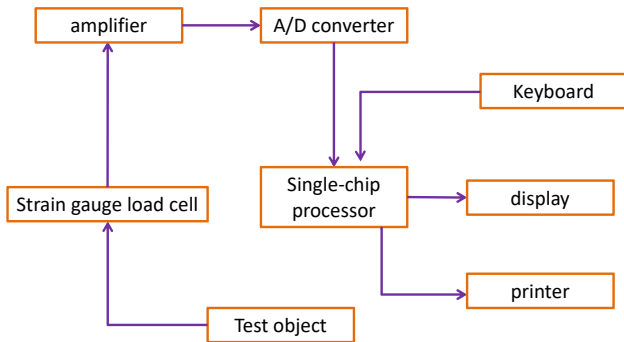 amplifier
A/D converter
Keyboard
Single-chip
processor
Strain gauge load cell
display
printer
Test object